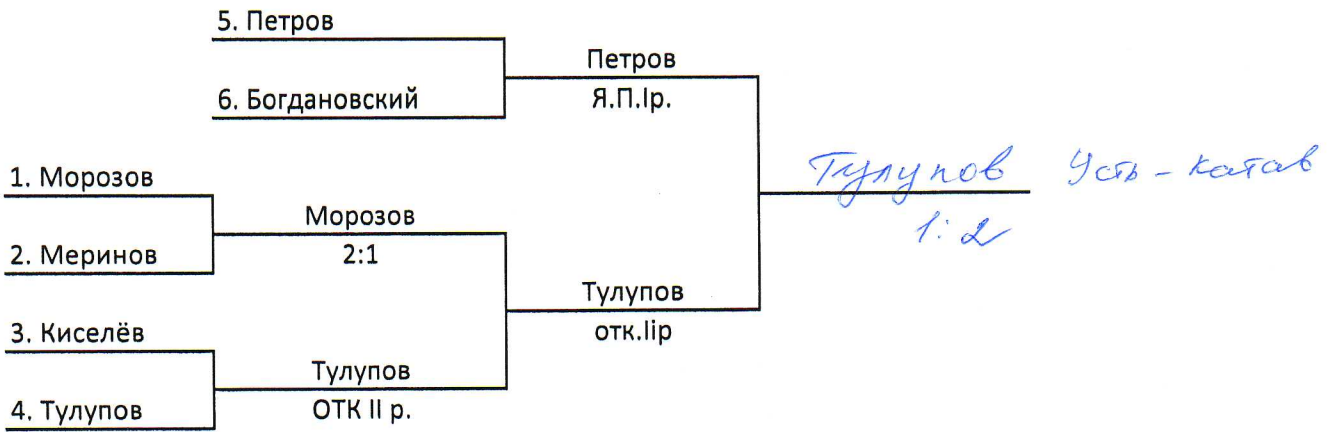 5. Петров
Петров
6. Богдановский
Я.П.Iр.
1. Морозов
Тулупов Усть-Катав
Морозов
1:2
2. Меринов
2:1
Тулупов
3. Киселёв
отк.Iiр
Тулупов
4. Тулупов
ОТК II р.